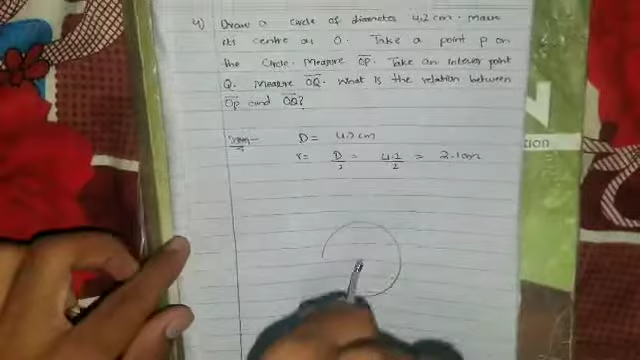 4) Draw a circle of diameter 4.2 cm. Mark
its centre as O. Take a point P on
the circle. Measure OP. Take an interior point
Q. Measure OQ. What is the relation between
OP and OQ?
D = 4.2 cm
r = D/2 = 4.2/2 = 2.1cm
tion